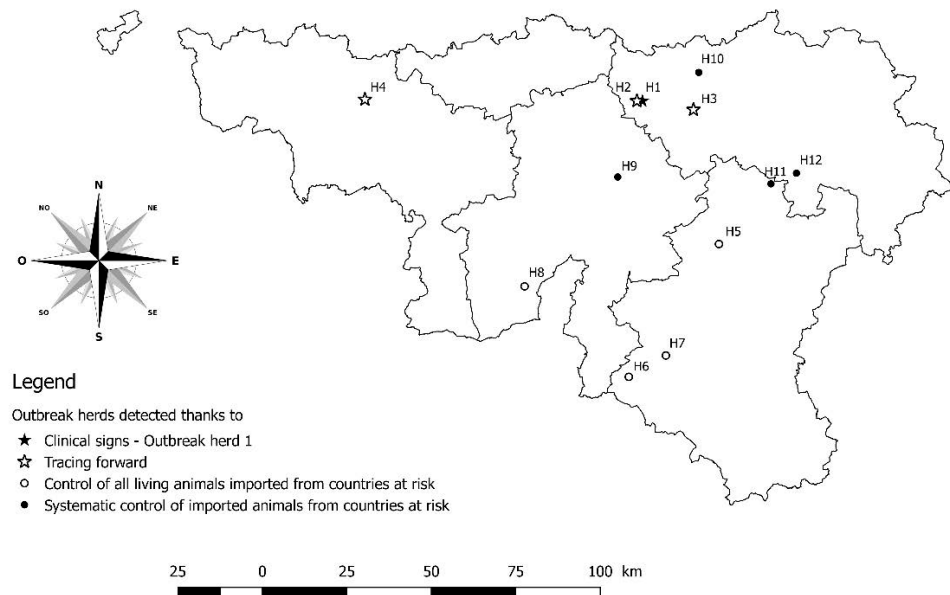 H10
H4
H2 H1
H3
H9
H11
H12
H5
H8
H7
H6
N
NO
NE
O
E
SO
SE
S
Legend
Outbreak herds detected thanks to
Clinical signs - Outbreak herd 1
Tracing forward
Control of all living animals imported from countries at risk
Systematic control of imported animals from countries at risk
25 0 25 50 75 100 km